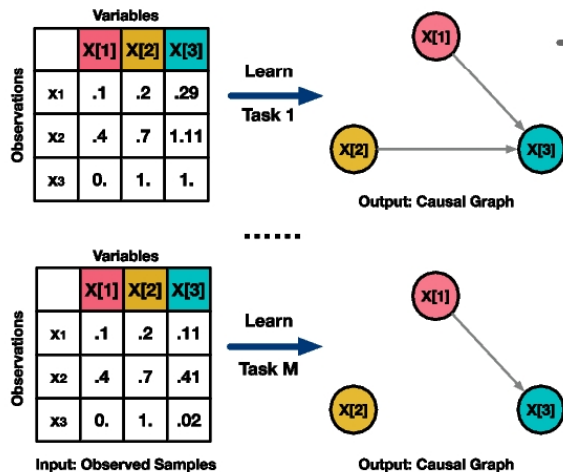 Variables
Observations
X[1] X[2] X[3]
x1 .1 .2 .29
x2 .4 .7 1.11
x3 0. 1. 1.
Learn
Task 1
X[1]
X[2]
X[3]
Output: Causal Graph
......
Variables
Observations
X[1] X[2] X[3]
x1 .1 .2 .11
x2 .4 .7 .41
x3 0. 1. .02
Input: Observed Samples
Learn
Task M
X[1]
X[2]
X[3]
Output: Causal Graph